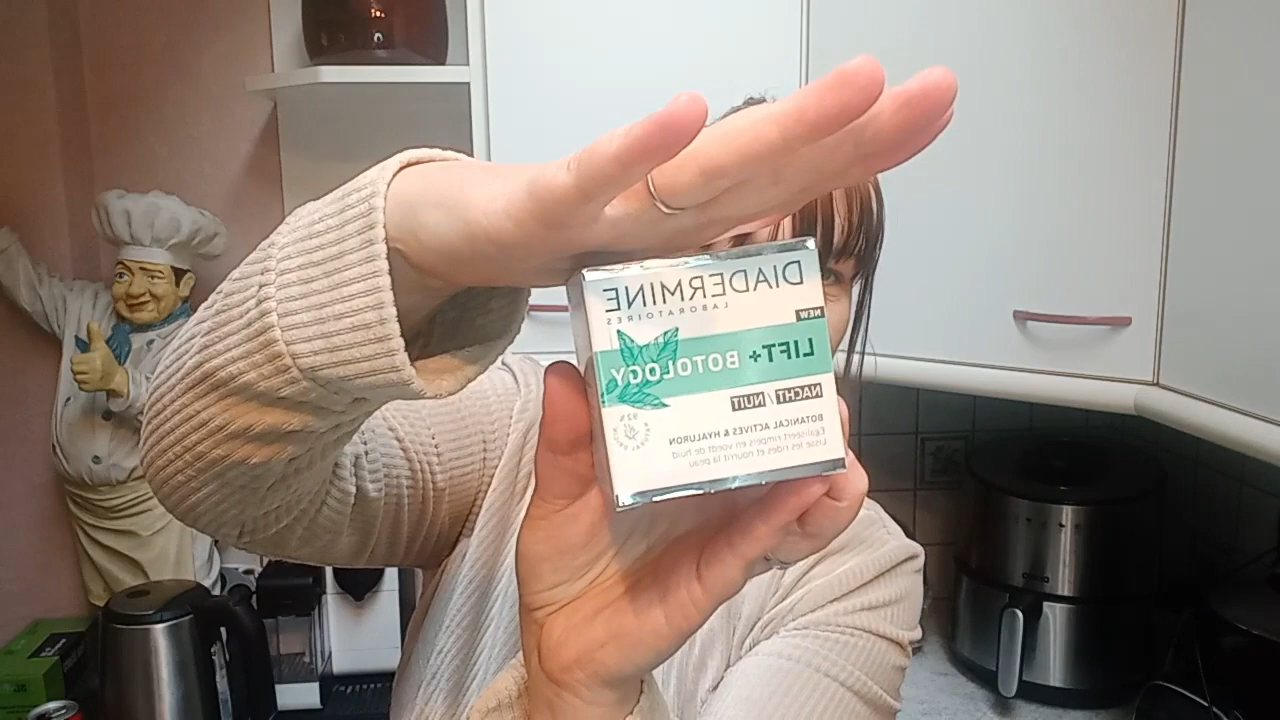 DIADERMINE
LABORATOIRES
NEW
LIFT+ BOTOLOGY
NACHT / NUIT
BOTANICAL ACTIVES & HYALURON
Egaliseert rimpels en voedt de huid
Lisse les rides et nourrit la peau
92%